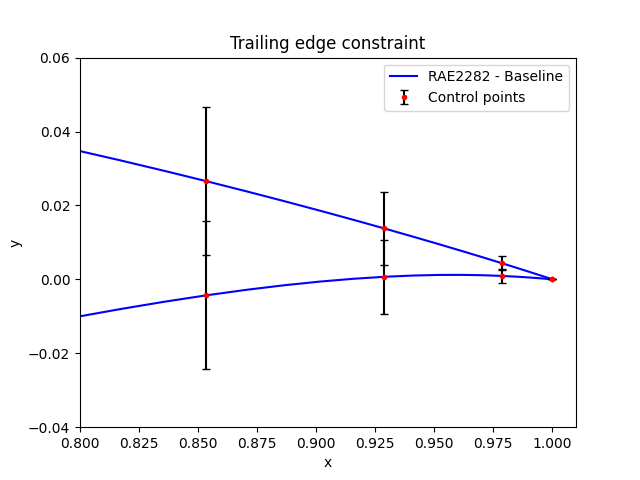 Trailing edge constraint
RAE2282 - Baseline
Control points
0.06
0.04
0.02
0.00
−0.02
−0.04
y
0.800 0.825 0.850 0.875 0.900 0.925 0.950 0.975 1.000
x